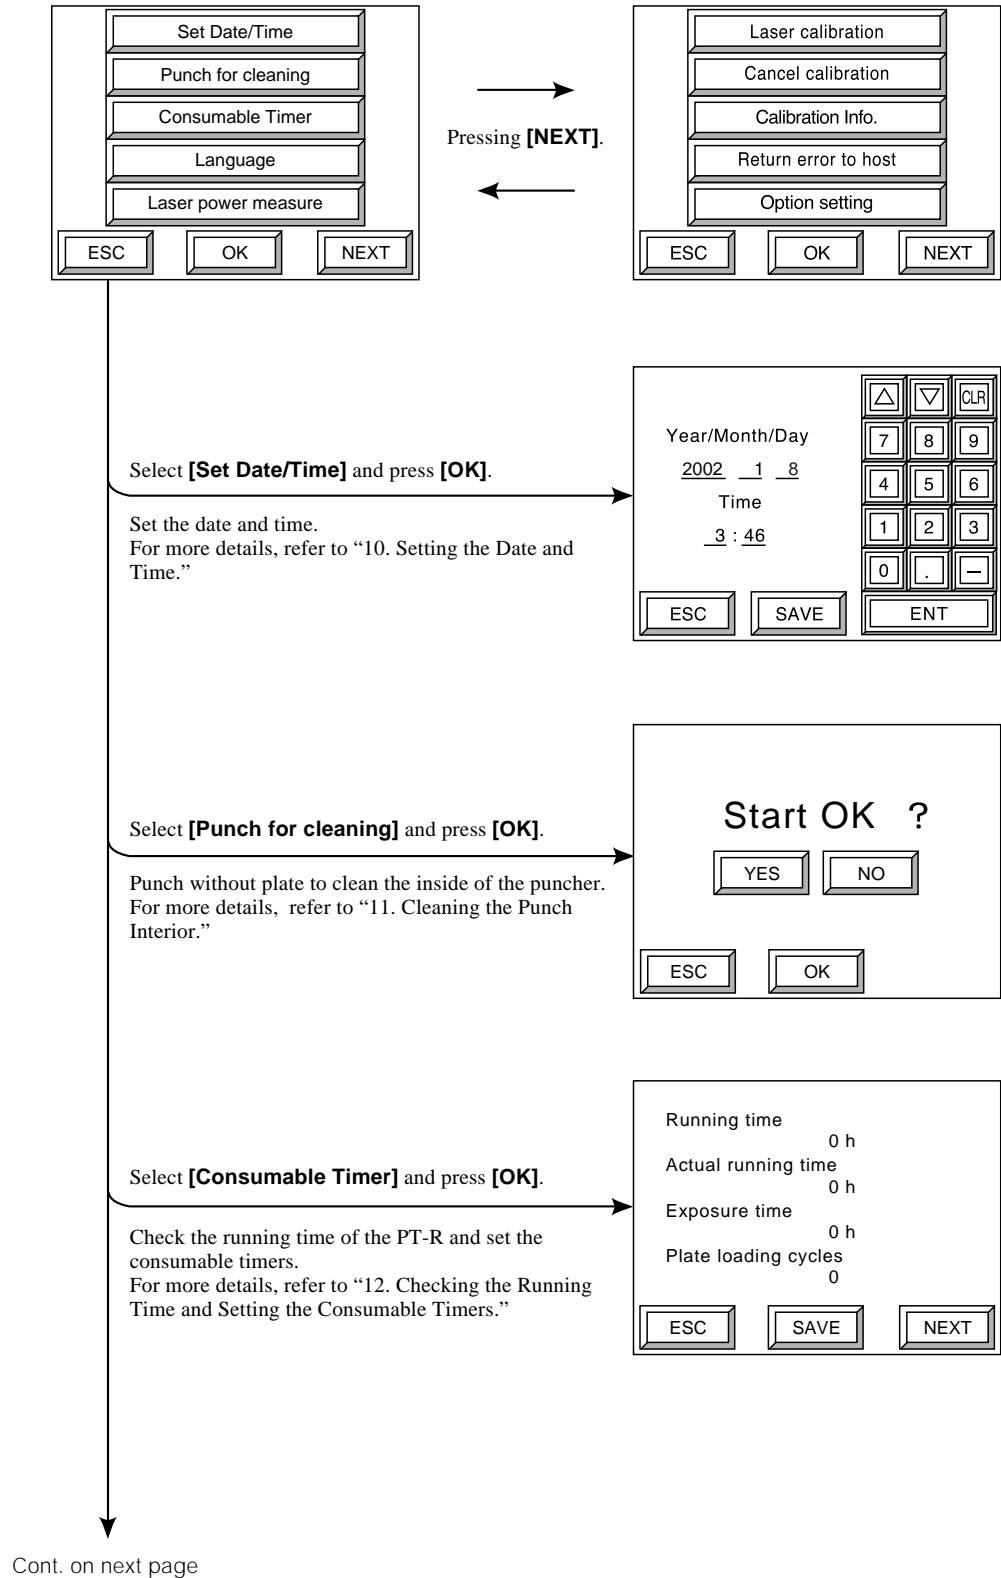 Set Date/Time
Punch for cleaning
Consumable Timer
Language
Laser power measure
ESC OK NEXT
Pressing [NEXT].
Laser calibration
Cancel calibration
Calibration Info.
Return error to host
Option setting
ESC OK NEXT
Select [Set Date/Time] and press [OK].
Set the date and time.
For more details, refer to “10. Setting the Date and
Time.”
Year/Month/Day
2002 1 8
Time
3 : 46
CLR
7 8 9
4 5 6
1 2 3
0 . –
ESC SAVE ENT
Select [Punch for cleaning] and press [OK].
Punch without plate to clean the inside of the puncher.
For more details, refer to “11. Cleaning the Punch
Interior.”
Start OK ?
YES NO
ESC OK
Select [Consumable Timer] and press [OK].
Check the running time of the PT-R and set the
consumable timers.
For more details, refer to “12. Checking the Running
Time and Setting the Consumable Timers.”
Running time
0 h
Actual running time
0 h
Exposure time
0 h
Plate loading cycles
0
ESC SAVE NEXT
Cont. on next page